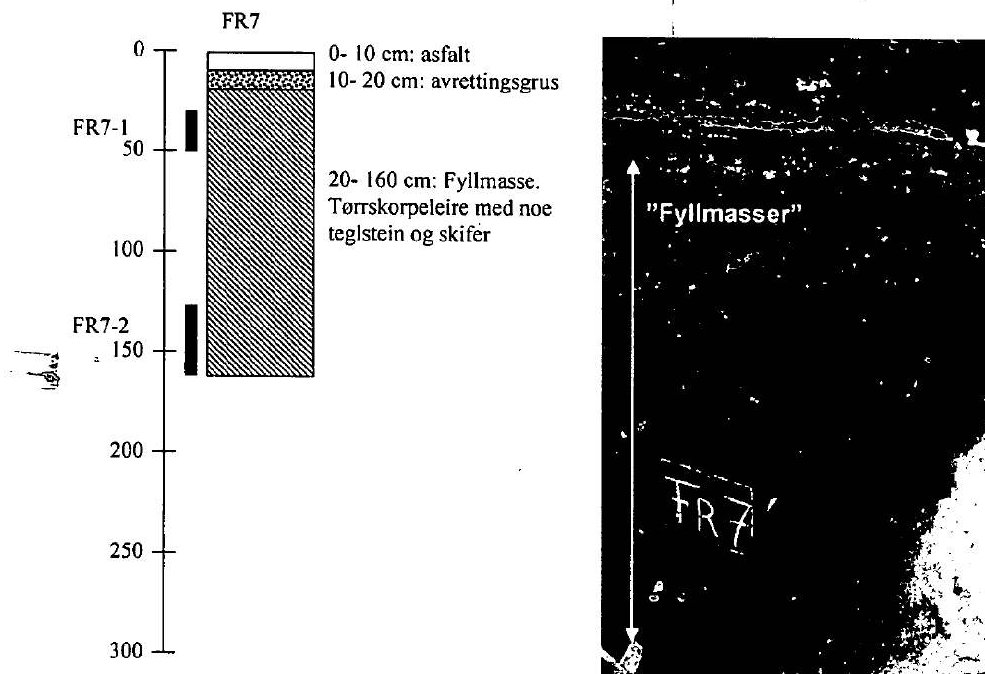 FR7
0
0- 10 cm: asfalt
10- 20 cm: avrettingsgrus
FR7-1
50
20- 160 cm: Fyllmasse.
Tørrskorpeleire med noe
teglstein og skifer
100
FR7-2
150
200
250
300
"Fyllmasser"
FR7